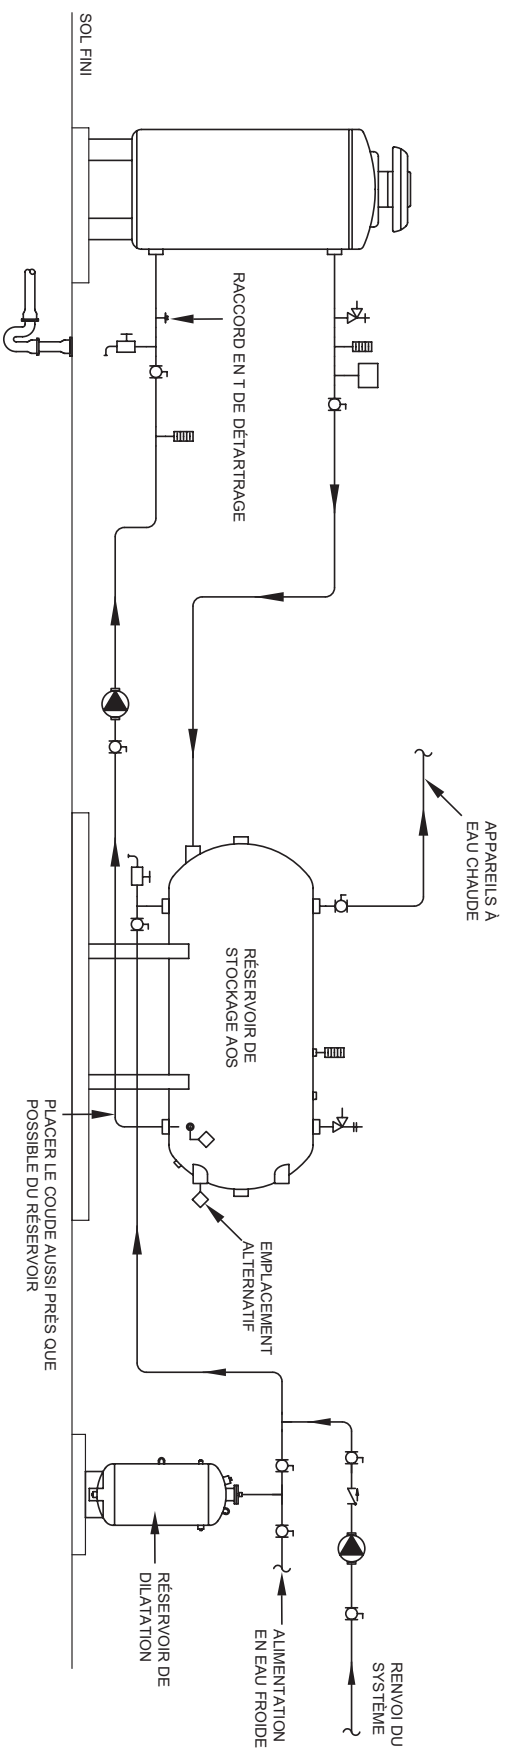 SOL FINI
RACCORD EN T DE DÉTARTRAGE
APPAREILS À
EAU CHAUDE
RÉSERVOIR DE
STOCKAGE AOS
PLACER LE COUDE AUSSI PRÈS QUE
POSSIBLE DU RÉSERVOIR
EMPLACEMENT
ALTERNATIF
RÉSERVOIR DE
DILATATION
ALIMENTATION
EN EAU FROIDE
RENVOI DU
SYSTÈME